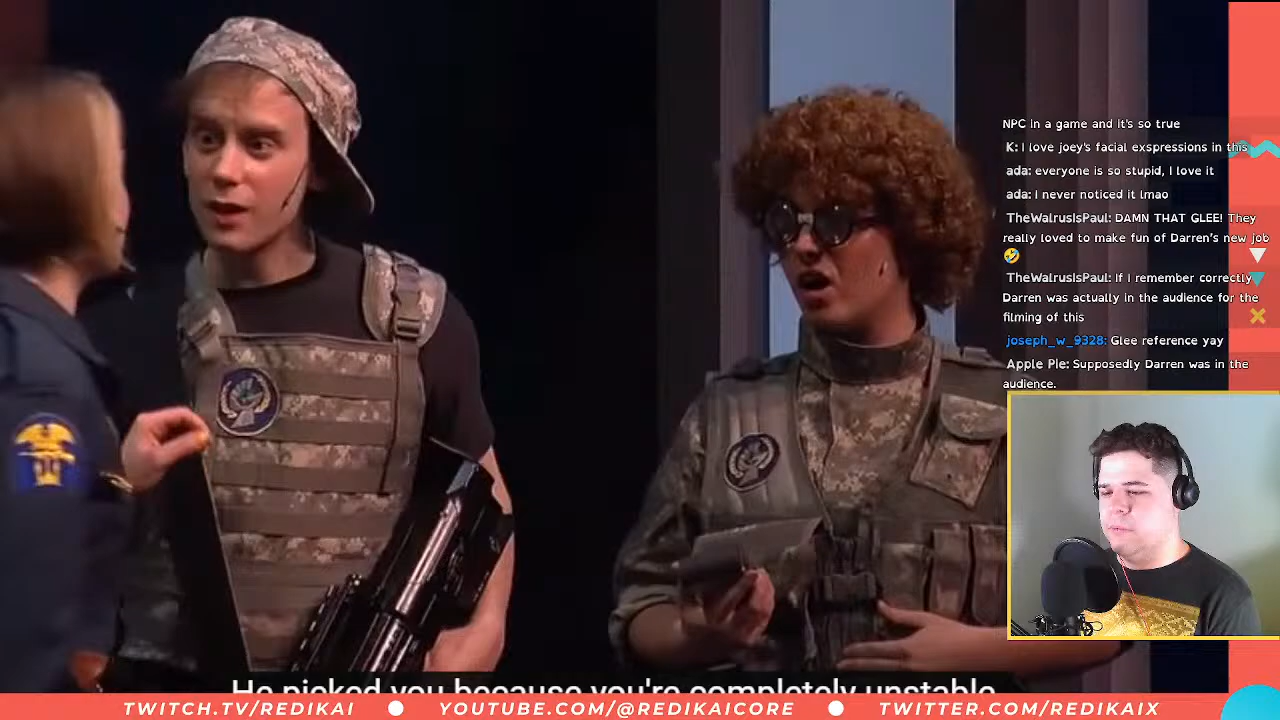 NPC in a game and it's so true
K: I love joey's facial exspressions in this
ada: everyone is so stupid, I love it
ada: I never noticed it lmao
TheWalrusIsPaul: DAMN THAT GLEE! They
really loved to make fun of Darren's new job
🤣
TheWalrusIsPaul: If I remember correctly
Darren was actually in the audience for the
filming of this
joseph_w_9328: Glee reference yay
Apple Pie: Supposedly Darren was in the
audience.
He picked you because you're completely unstable
TWITCH.TV/REDIKAI
YOUTUBE.COM/@REDIKAICORE
TWITTER.COM/REDIKAIX